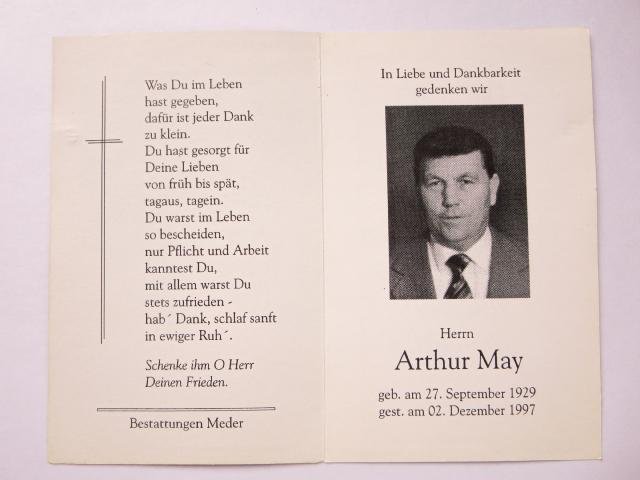 Was Du im Leben
hast gegeben,
dafür ist jeder Dank
zu klein.
Du hast gesorgt für
Deine Lieben
von früh bis spät,
tagaus, tagein.
Du warst im Leben
so bescheiden,
nur Pflicht und Arbeit
kanntest Du,
mit allem warst Du
stets zufrieden -
hab´ Dank, schlaf sanft
in ewiger Ruh´.
Schenke ihm O Herr
Deinen Frieden.
Bestattungen Meder
In Liebe und Dankbarkeit
gedenken wir
Herrn
Arthur May
geb. am 27. September 1929
gest. am 02. Dezember 1997